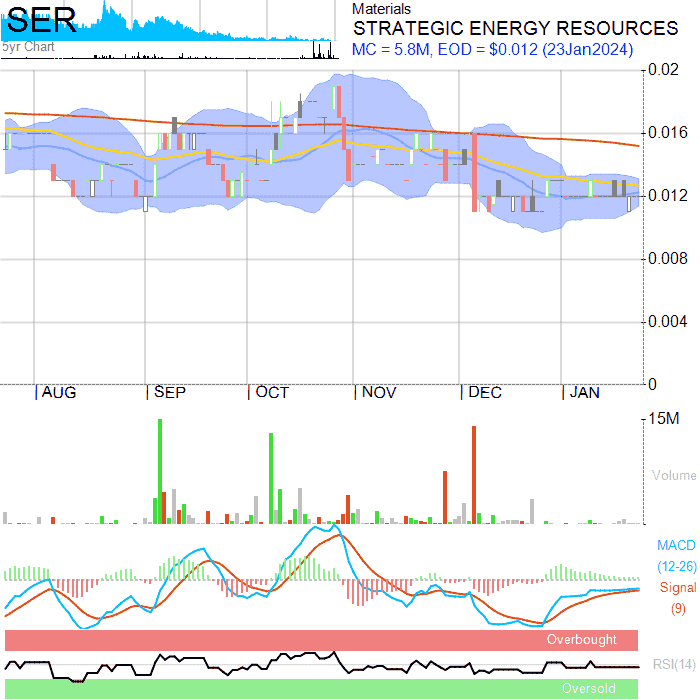 SER
5yr Chart
Materials
STRATEGIC ENERGY RESOURCES
MC = 5.8M, EOD = $0.012 (23Jan2024)
0.02
0.016
0.012
0.008
0.004
0
AUG SEP OCT NOV DEC JAN
15M
Volume
MACD
(12-26)
Signal
(9)
Overbought
RSI(14)
Oversold